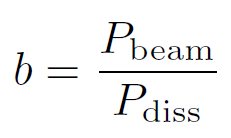 b = P_beam / P_diss